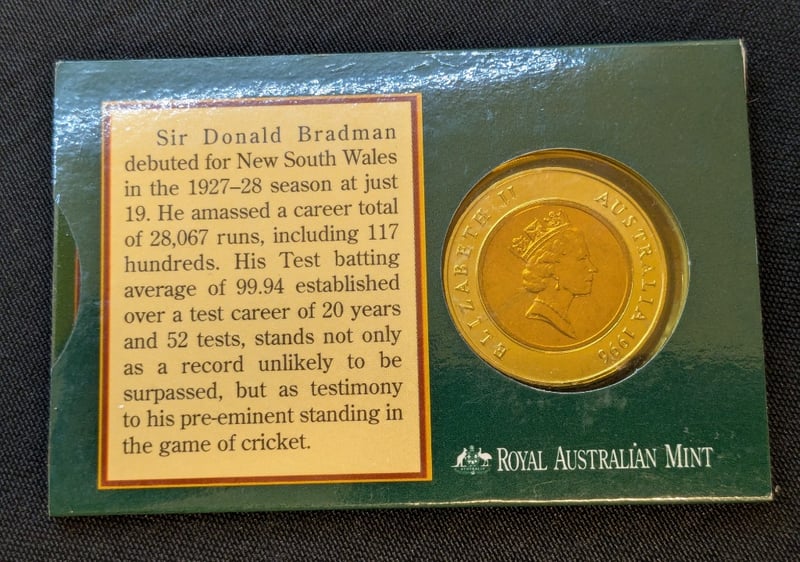 Sir Donald Bradman
debuted for New South Wales
in the 1927–28 season at just
19. He amassed a career total
of 28,067 runs, including 117
hundreds. His Test batting
average of 99.94 established
over a test career of 20 years
and 52 tests, stands not only
as a record unlikely to be
surpassed, but as testimony
to his pre-eminent standing in
the game of cricket.
ELIZABETH II AUSTRALIA 1996
ROYAL AUSTRALIAN MINT